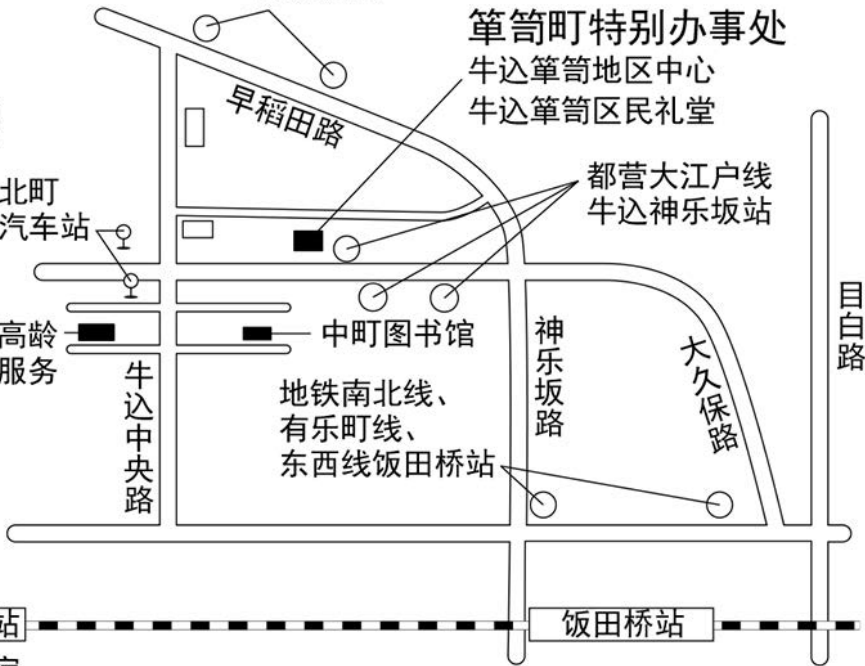 箪笥町特别办事处
牛込箪笥地区中心
牛込箪笥区民礼堂
早稻田路
都营大江户线
牛込神乐坂站
北町
汽车站
目白路
高龄
服务
中町图书馆
神乐坂路
大久保路
牛込中央路
地铁南北线、
有乐町线、
东西线饭田桥站
站
饭田桥站